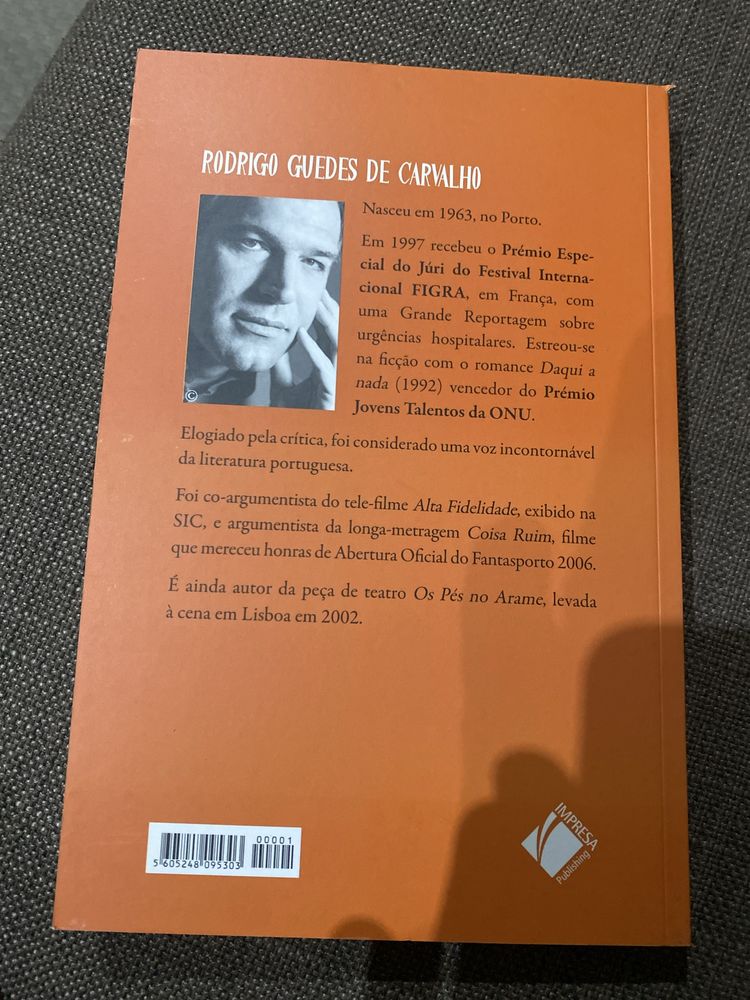 RODRIGO GUEDES DE CARVALHO
Nasceu em 1963, no Porto.
Em 1997 recebeu o Prémio Espe-
cial do Júri do Festival Interna-
cional FIGRA, em França, com
uma Grande Reportagem sobre
urgências hospitalares. Estreou-se
na ficção com o romance Daqui a
nada (1992) vencedor do Prémio
Jovens Talentos da ONU.
©
Elogiado pela crítica, foi considerado uma voz incontornável
da literatura portuguesa.
Foi co-argumentista do tele-filme Alta Fidelidade, exibido na
SIC, e argumentista da longa-metragem Coisa Ruim, filme
que mereceu honras de Abertura Oficial do Fantasporto 2006.
É ainda autor da peça de teatro Os Pés no Arame, levada
à cena em Lisboa em 2002.
00001
5 605248 095303
IMPRESA
Publishing